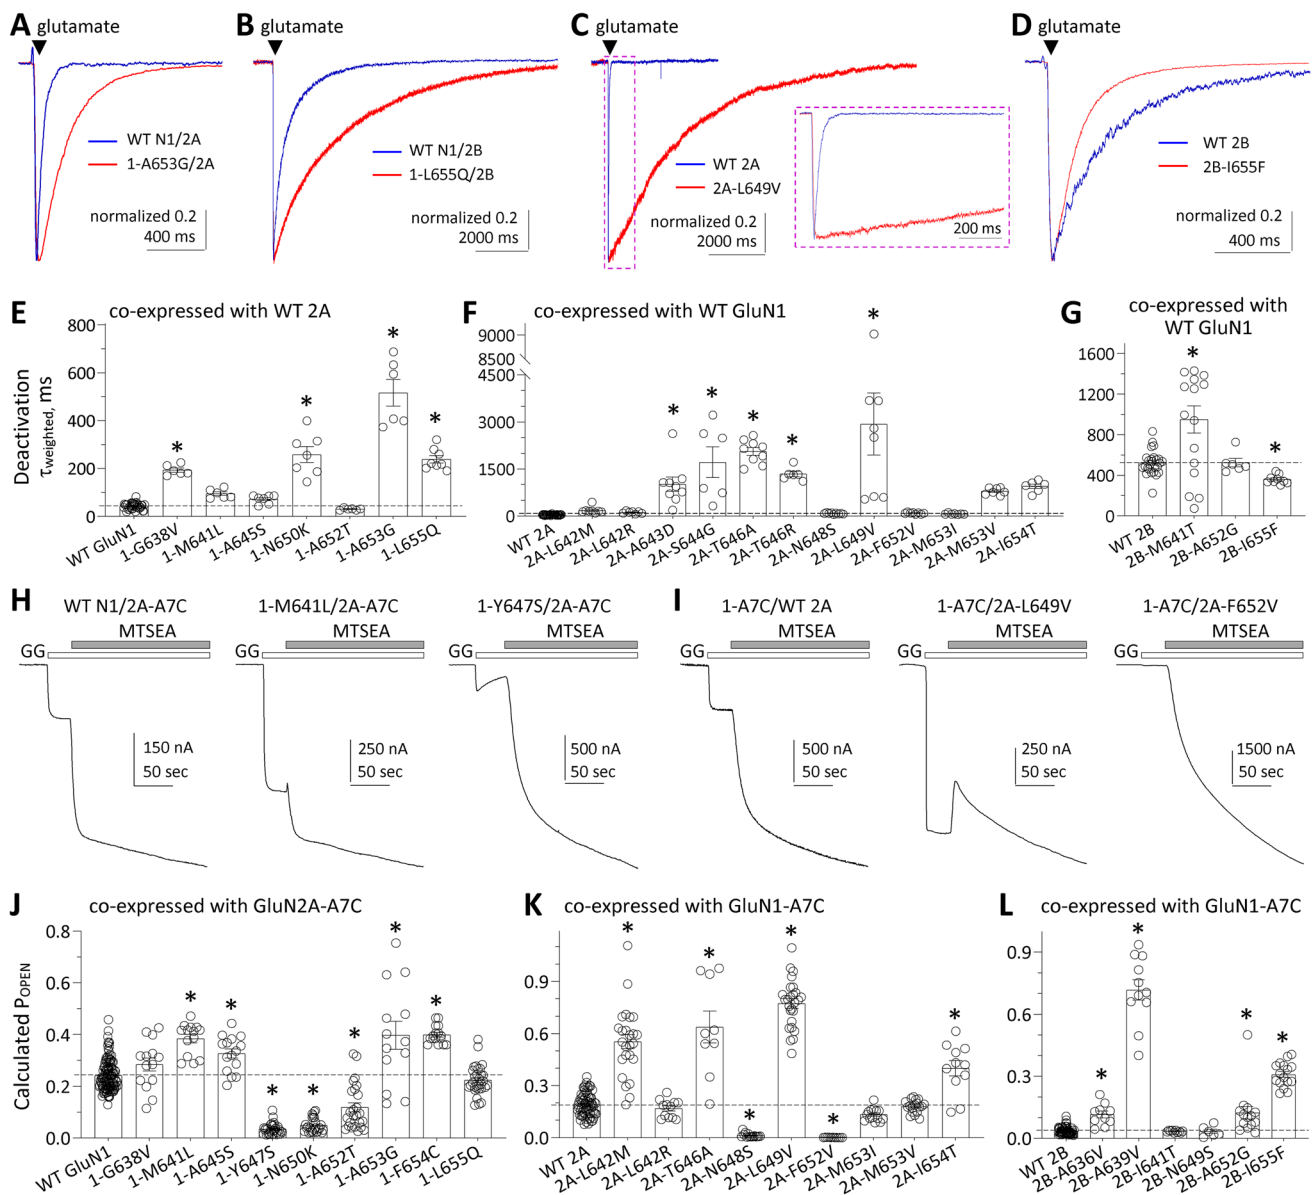 A glutamate
WT N1/2A
1-A653G/2A
normalized 0.2
400 ms
B glutamate
WT N1/2B
1-L655Q/2B
normalized 0.2
2000 ms
C glutamate
WT 2A
2A-L649V
normalized 0.2
2000 ms
200 ms
D glutamate
WT 2B
2B-I655F
normalized 0.2
400 ms
E co-expressed with WT 2A
Deactivation
τweighted, ms
800
600
400
200
0
* * * *
WT GluN1 1-G638V 1-M641L 1-A645S 1-N650K 1-A652T 1-A653G 1-L655Q
F co-expressed with WT GluN1
9000
8500
4500
3000
1500
0
* * * * *
WT 2A 2A-L642M 2A-L642R 2A-A643D 2A-S644G 2A-T646A 2A-T646R 2A-N648S 2A-L649V 2A-F652V 2A-M653I 2A-M653V 2A-I654T
G co-expressed with
WT GluN1
1600
1200
800
400
0
* *
WT 2B 2B-M641T 2B-A652G 2B-I655F
H WT N1/2A-A7C
MTSEA
GG
150 nA
50 sec
1-M641L/2A-A7C
MTSEA
GG
250 nA
50 sec
1-Y647S/2A-A7C
MTSEA
GG
500 nA
50 sec
I 1-A7C/WT 2A
MTSEA
GG
500 nA
50 sec
1-A7C/2A-L649V
MTSEA
GG
250 nA
50 sec
1-A7C/2A-F652V
MTSEA
GG
1500 nA
50 sec
J co-expressed with GluN2A-A7C
Calculated POPEN
0.8
0.6
0.4
0.2
0.0
* * * * * * *
WT GluN1 1-G638V 1-M641L 1-A645S 1-Y647S 1-N650K 1-A652T 1-A653G 1-F654C 1-L655Q
K co-expressed with GluN1-A7C
0.9
0.6
0.3
0.0
* * * * * *
WT 2A 2A-L642M 2A-L642R 2A-T646A 2A-N648S 2A-L649V 2A-F652V 2A-M653I 2A-M653V 2A-I654T
L co-expressed with GluN1-A7C
0.9
0.6
0.3
0.0
* * * *
WT 2B 2B-A636V 2B-A639V 2B-I641T 2B-N649S 2B-A652G 2B-I655F